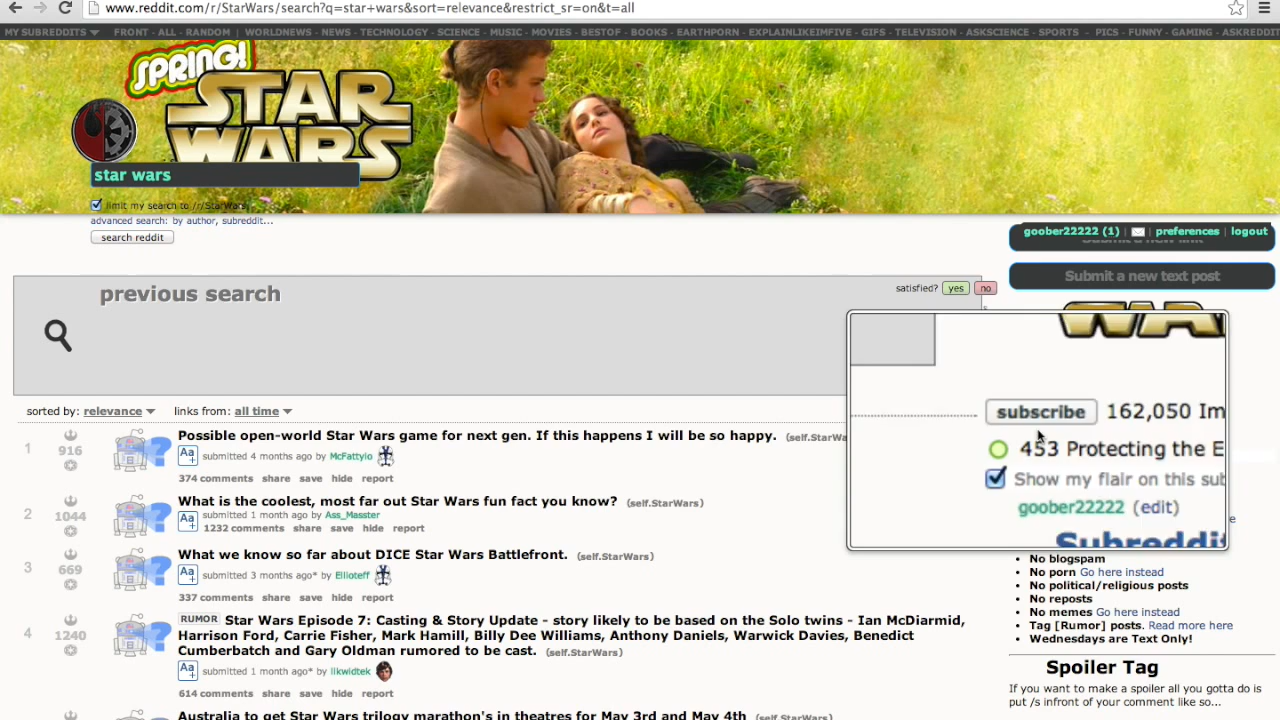 www.reddit.com/r/StarWars/search?q=star+wars&sort=relevance&restrict_sr=on&t=all
MY SUBREDDITS FRONT - ALL - RANDOM | WORLDNEWS - NEWS - TECHNOLOGY - SCIENCE - MUSIC - MOVIES - BESTOF - BOOKS - EARTHPORN - EXPLAINLIKEIMFIVE - GIFS - TELEVISION - ASKSCIENCE - SPORTS - PICS - FUNNY - GAMING - ASKREDDIT
SPRING!
STAR
WARS
star wars
limit my search to /r/StarWars
advanced search: by author, subreddit...
search reddit
goober22222 (1) | | preferences | logout
Submit a new link
Submit a new text post
previous search
satisfied? yes no
WAR
subscribe 162,050 Im
453 Protecting the E
Show my flair on this sub
goober22222 (edit)
Subreddit
sorted by: relevance links from: all time
1 916 Possible open-world Star Wars game for next gen. If this happens I will be so happy. (self.StarWa
Aa+ submitted 4 months ago by McFattylo
374 comments share save hide report
2 1044 What is the coolest, most far out Star Wars fun fact you know? (self.StarWars)
Aa+ submitted 1 month ago by Ass_Masster
1232 comments share save hide report
3 669 What we know so far about DICE Star Wars Battlefront. (self.StarWars)
Aa+ submitted 3 months ago* by Ellioteff
337 comments share save hide report
4 1240 RUMOR Star Wars Episode 7: Casting & Story Update - story likely to be based on the Solo twins - Ian McDiarmid,
Harrison Ford, Carrie Fisher, Mark Hamill, Billy Dee Williams, Anthony Daniels, Warwick Davies, Benedict
Cumberbatch and Gary Oldman rumored to be cast. (self.StarWars)
Aa+ submitted 1 month ago* by likwidtek
614 comments share save hide report
Australia to get Star Wars trilogy marathon's in theatres for May 3rd and May 4th (self.StarWars)
e
No blogspam
No porn Go here instead
No political/religious posts
No reposts
No memes Go here instead
Tag [Rumor] posts. Read more here
Wednesdays are Text Only!
Spoiler Tag
If you want to make a spoiler all you gotta do is
put /s infront of your comment like so...